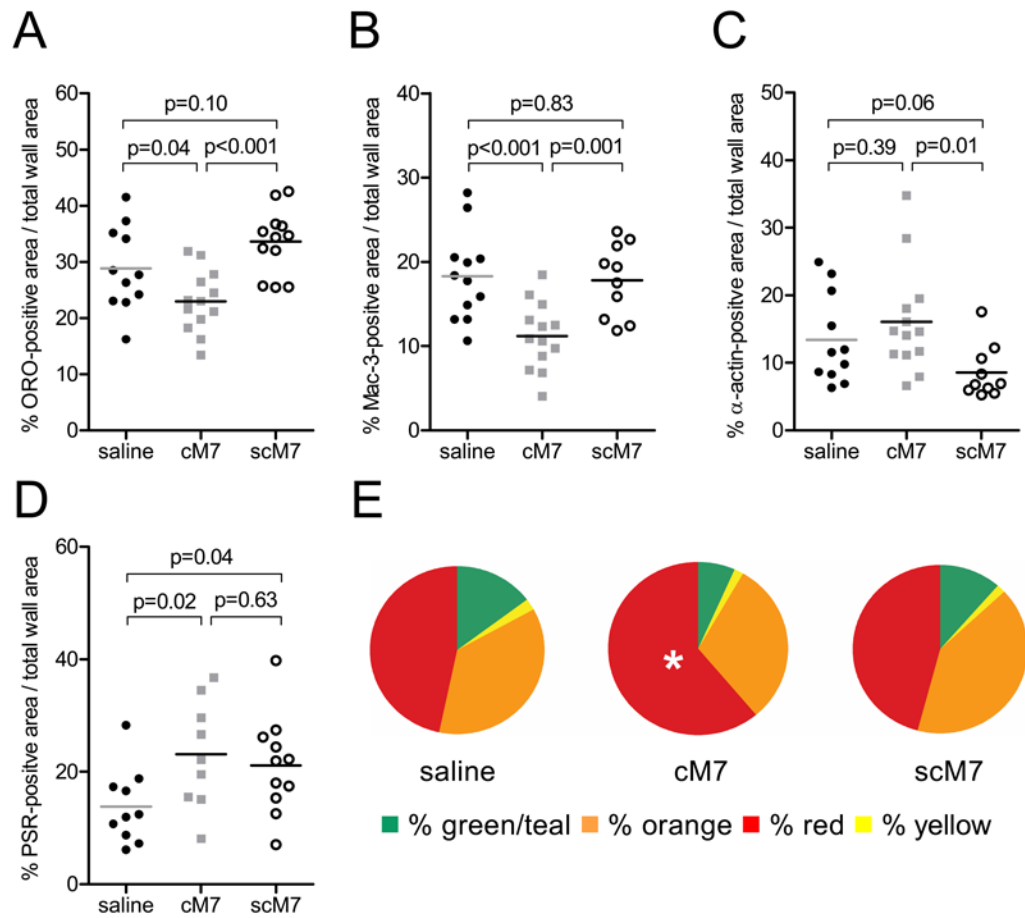 A
% ORO-positive area / total wall area
60
50
40
30
20
10
0
p=0.10
p=0.04
p<0.001
saline
cM7
scM7
B
% Mac-3-positve area / total wall area
40
30
20
10
0
p=0.83
p<0.001
p=0.001
saline
cM7
scM7
C
% α-actin-positive area / total wall area
50
40
30
20
10
0
p=0.06
p=0.39
p=0.01
saline
cM7
scM7
D
% PSR-positive area / total wall area
60
40
20
0
p=0.04
p=0.02
p=0.63
saline
cM7
scM7
E
*
saline
cM7
scM7
% green/teal
% orange
% red
% yellow